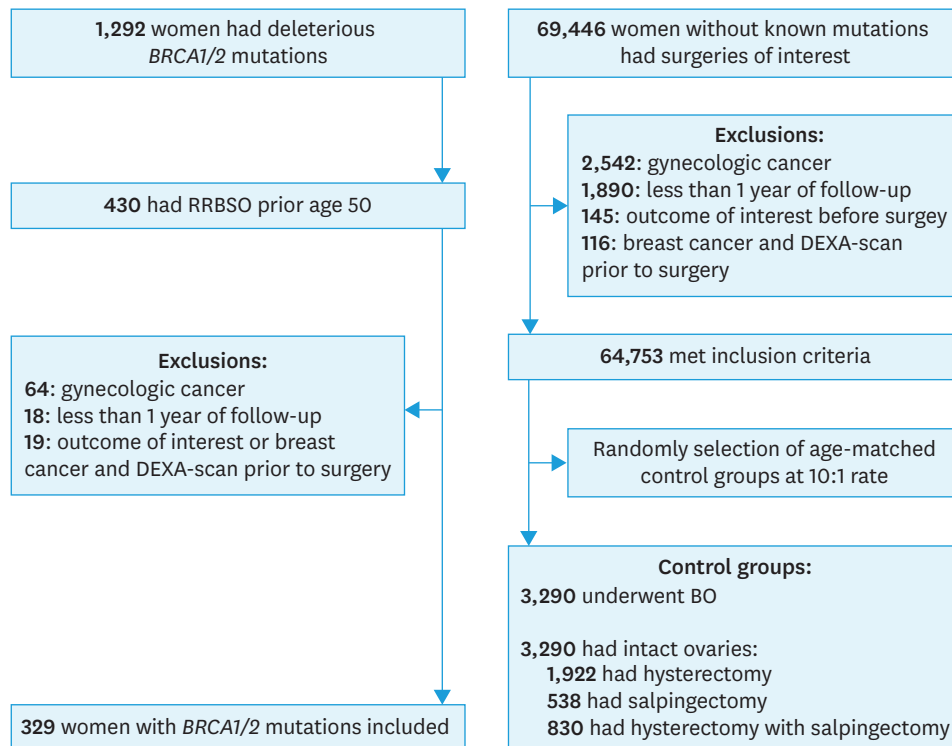 1,292 women had deleterious
BRCA1/2 mutations
430 had RRBSO prior age 50
Exclusions:
64: gynecologic cancer
18: less than 1 year of follow-up
19: outcome of interest or breast
cancer and DEXA-scan prior to surgery
329 women with BRCA1/2 mutations included
69,446 women without known mutations
had surgeries of interest
Exclusions:
2,542: gynecologic cancer
1,890: less than 1 year of follow-up
145: outcome of interest before surgey
116: breast cancer and DEXA-scan
prior to surgery
64,753 met inclusion criteria
Randomly selection of age-matched
control groups at 10:1 rate
Control groups:
3,290 underwent BO
3,290 had intact ovaries:
1,922 had hysterectomy
538 had salpingectomy
830 had hysterectomy with salpingectomy